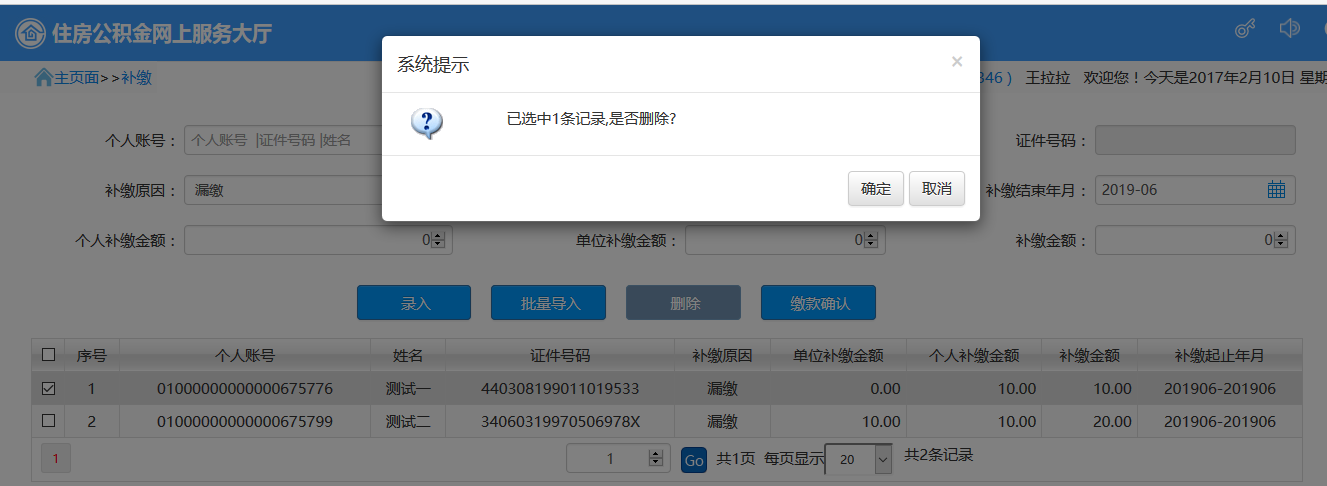 住房公积金网上服务大厅
主页面>>补缴
346） 王拉拉 欢迎您！今天是2017年2月10日 星期
系统提示 ×
已选中1条记录,是否删除?
确定 取消
个人账号： 个人账号 |证件号码 |姓名 证件号码：
补缴原因： 漏缴 补缴结束年月： 2019-06
个人补缴金额： 0 单位补缴金额： 0 补缴金额： 0
录入 批量导入 删除 缴款确认
序号 个人账号 姓名 证件号码 补缴原因 单位补缴金额 个人补缴金额 补缴金额 补缴起止年月
1 01000000000000675776 测试一 440308199011019533 漏缴 0.00 10.00 10.00 201906-201906
2 01000000000000675799 测试二 34060319970506978X 漏缴 10.00 10.00 20.00 201906-201906
1 1 Go 共1页 每页显示 20 共2条记录